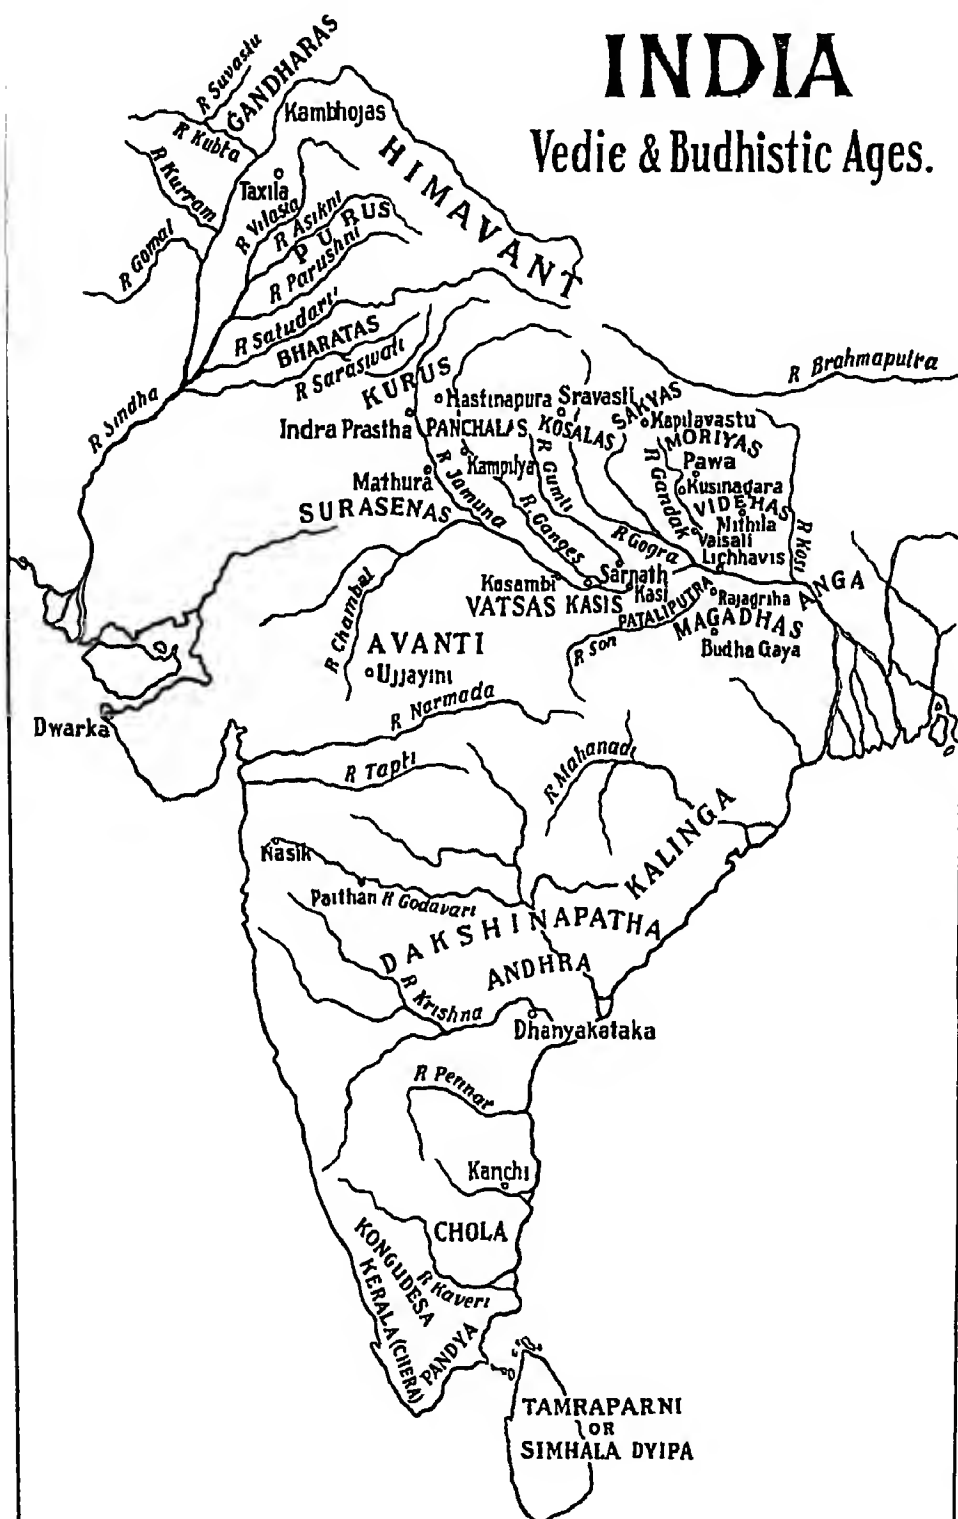 INDIA
Vedic & Budhistic Ages.
R Suvastu
GANDHARAS
R Kubta
Kambhojas
R Kurram
HIMAVANT
Taxila
R Vitasta
R Asikni
PURUS
R Gomal
R Parushni
R Satudari
BHARATAS
R Saraswati
R Brahmaputra
KURUS
R Sindha
Hastinapura
Sravasti
SAKYAS
Kapilavastu
Indra Prastha
PANCHALAS
KOSALAS
MORIYAS
Pawa
Kampilya
R Gumti
R Gandak
Kusinagara
Mathura
R Jamuna
VIDEHAS
SURASENAS
R. Ganges
Mithila
R Kosi
Vaisali
R Gogra
Lichhavis
Kosambi
Sarnath
Kasi
VATSAS
KASIS
PATALIPUTRA
Rajagriha
ANGA
R Chambal
MAGADHAS
AVANTI
R Son
Budha Gaya
Ujjayini
R Narmada
Dwarka
R Tapti
R Mahanadi
KALINGA
Nasik
Paithan
R Godavari
DAKSHINAPATHA
ANDHRA
R Krishna
Dhanyakataka
R Pennar
Kanchi
CHOLA
KONGUDESA
R Kaveri
KERALA (CHERA)
PANDYA
TAMRAPARNI
OR
SIMHALA DYIPA